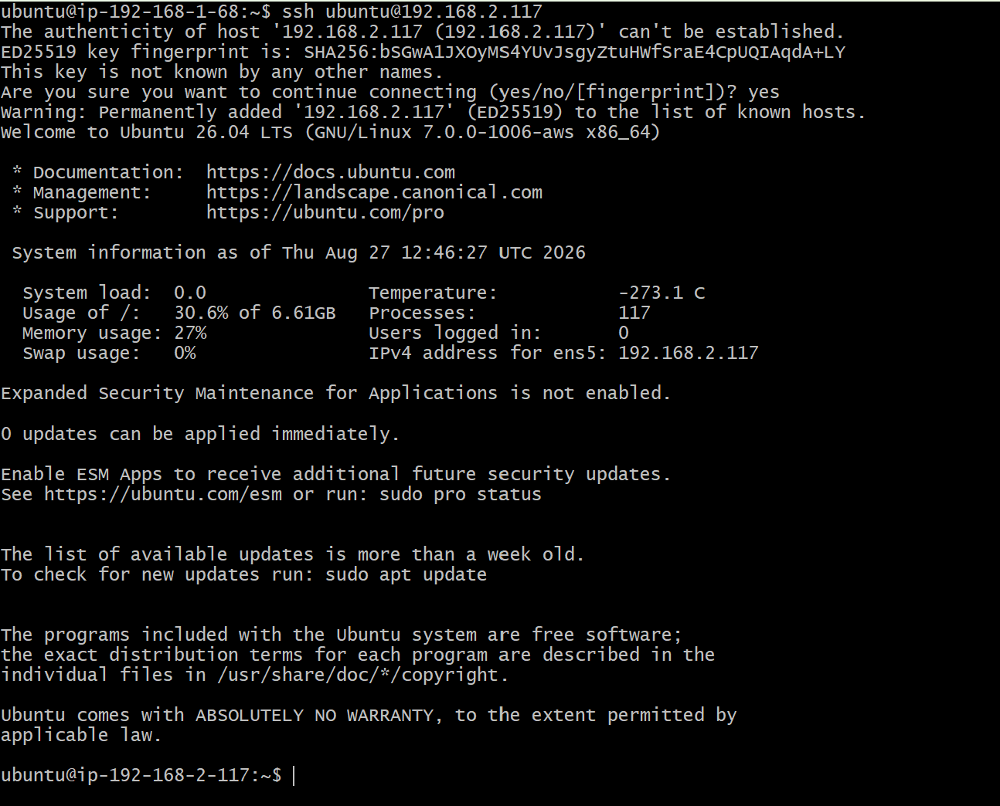 ubuntu@ip-192-168-1-68:~$ ssh ubuntu@192.168.2.117
The authenticity of host '192.168.2.117 (192.168.2.117)' can't be established.
ED25519 key fingerprint is: SHA256:bSGwA1JXOyMS4YUvJsgyZtuHWfSraE4CpUQIAqdA+LY
This key is not known by any other names.
Are you sure you want to continue connecting (yes/no/[fingerprint])? yes
Warning: Permanently added '192.168.2.117' (ED25519) to the list of known hosts.
Welcome to Ubuntu 26.04 LTS (GNU/Linux 7.0.0-1006-aws x86_64)

 * Documentation:  https://docs.ubuntu.com
 * Management:     https://landscape.canonical.com
 * Support:        https://ubuntu.com/pro

 System information as of Thu Aug 27 12:46:27 UTC 2026

  System load:  0.0               Temperature:           -273.1 C
  Usage of /:   30.6% of 6.61GB   Processes:             117
  Memory usage: 27%               Users logged in:       0
  Swap usage:   0%                IPv4 address for ens5: 192.168.2.117

Expanded Security Maintenance for Applications is not enabled.

0 updates can be applied immediately.

Enable ESM Apps to receive additional future security updates.
See https://ubuntu.com/esm or run: sudo pro status


The list of available updates is more than a week old.
To check for new updates run: sudo apt update


The programs included with the Ubuntu system are free software;
the exact distribution terms for each program are described in the
individual files in /usr/share/doc/*/copyright.

Ubuntu comes with ABSOLUTELY NO WARRANTY, to the extent permitted by
applicable law.

ubuntu@ip-192-168-2-117:~$